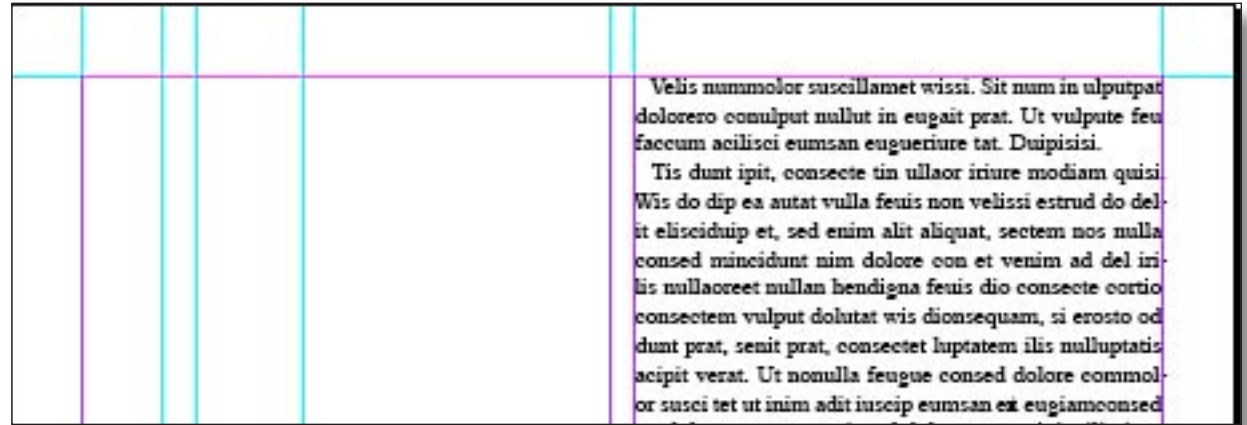 Velis nummolor suscillamet wissi. Sit num in ulputpat
dolorero conulput nullut in eugait prat. Ut vulpute feu
faccum acilisci eumsan eugueriure tat. Duipisisi.
Tis dunt ipit, consecte tin ullaor iriure modiam quisi.
Wis do dip ea autat vulla feuis non velissi estrud do del-
it elisciduip et, sed enim alit aliquat, sectem nos nulla
consed mincidunt nim dolore con et venim ad del iri-
lis nullaoreet nullan hendigna feuis dio consecte cortio
consectem vulput dolutat wis dionsequam, si erosto od
dunt prat, senit prat, consectet luptatem ilis nulluptatis
acipit verat. Ut nonulla feugue consed dolore commol-
or susci tet ut inim adit iuscip eumsan et eugiamconsed